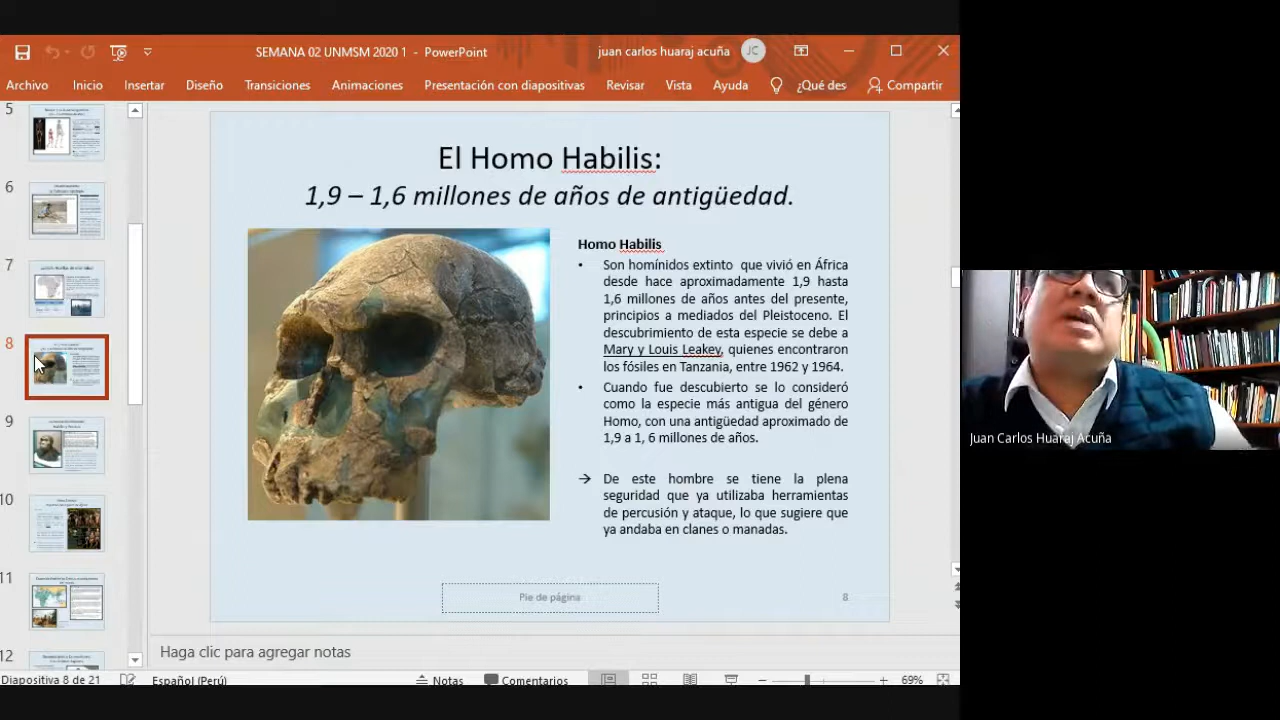 SEMANA 02 UNMSM 2020 1 - PowerPoint
juan carlos huaraj acuña
JC
Archivo Inicio Insertar Diseño Transiciones Animaciones Presentación con diapositivas Revisar Vista Ayuda ¿Qué des Compartir
5
6
7
8
9
10
11
12
El Homo Habilis:
1,9 – 1,6 millones de años de antigüedad.
Homo Habilis
• Son homínidos extinto que vivió en África
desde hace aproximadamente 1,9 hasta
1,6 millones de años antes del presente,
principios a mediados del Pleistoceno. El
descubrimiento de esta especie se debe a
Mary y Louis Leakey, quienes encontraron
los fósiles en Tanzania, entre 1962 y 1964.
• Cuando fue descubierto se lo consideró
como la especie más antigua del género
Homo, con una antigüedad aproximado de
1,9 a 1, 6 millones de años.
→ De este hombre se tiene la plena
seguridad que ya utilizaba herramientas
de percusión y ataque, lo que sugiere que
ya andaba en clanes o manadas.
Pie de página
8
Haga clic para agregar notas
Diapositiva 8 de 21 Español (Perú) Notas Comentarios 69%
Juan Carlos Huaraj Acuña